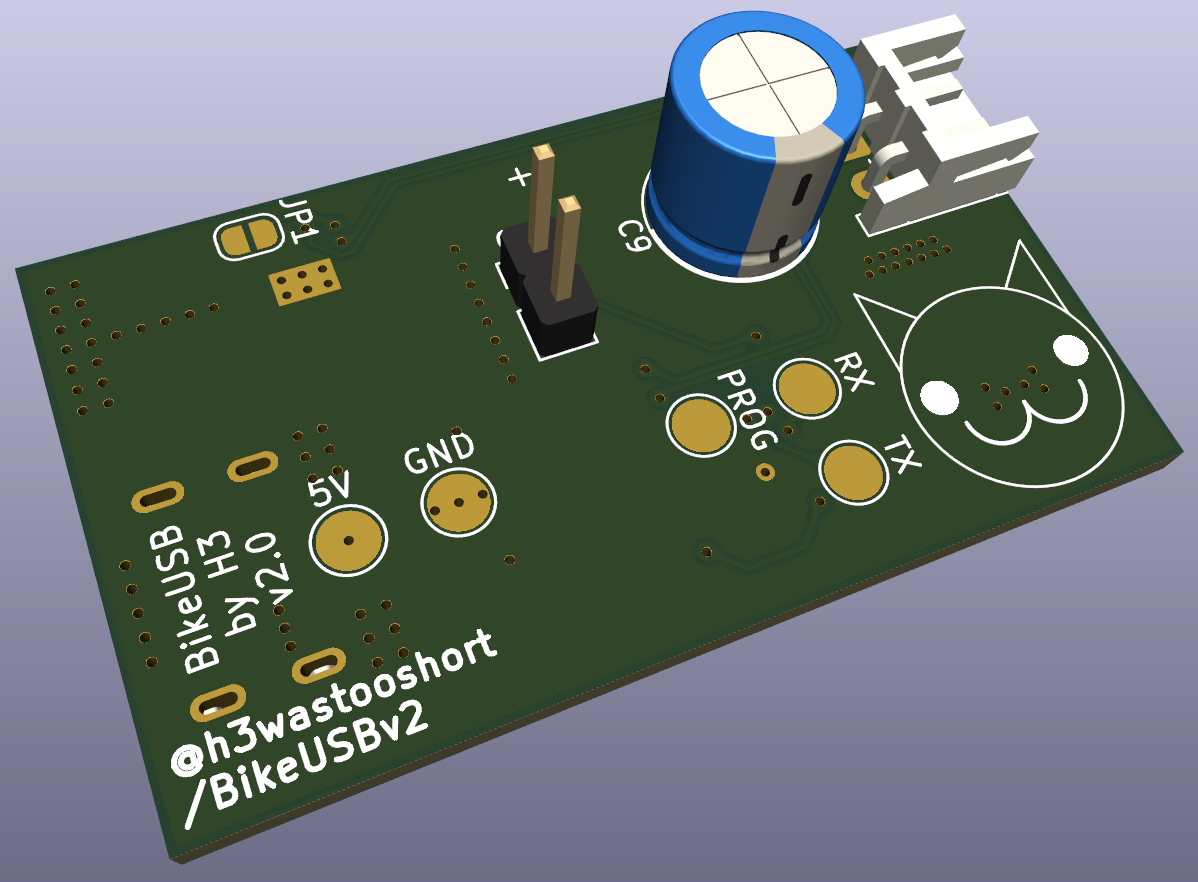 JP1
+
C9
RX
PROG
TX
GND
5V
BikeUSB
by H3
v2.0
@h3wastooshort
/BikeUSBv2